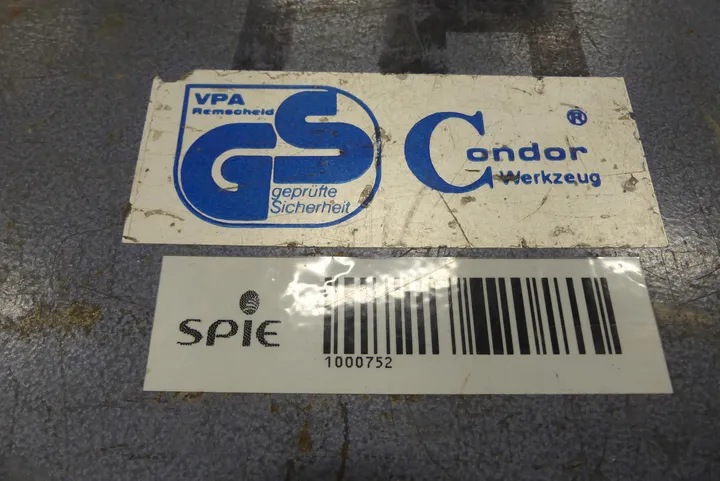 VPA
Remscheid
GS
geprüfte
Sicherheit
Condor ®
Werkzeug
SPIE
1000752